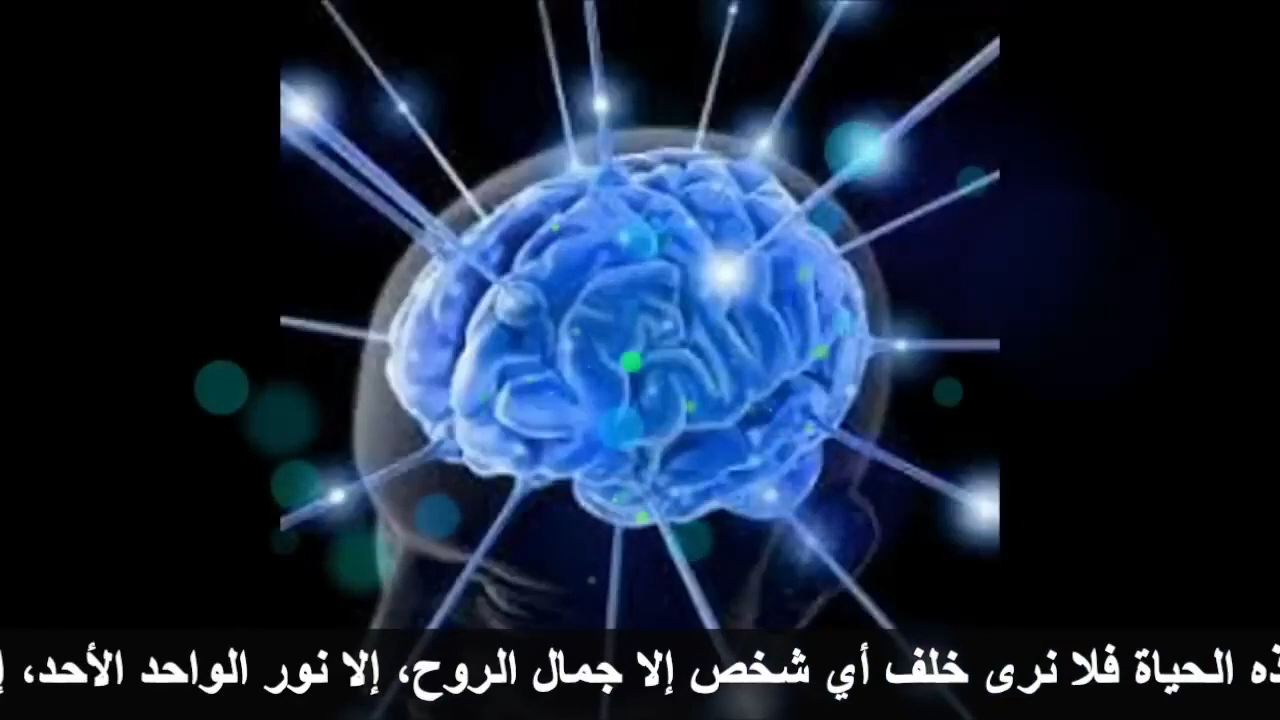 الحياة فلا نرى خلف أي شخص إلا جمال الروح، إلا نور الواحد الأحد،